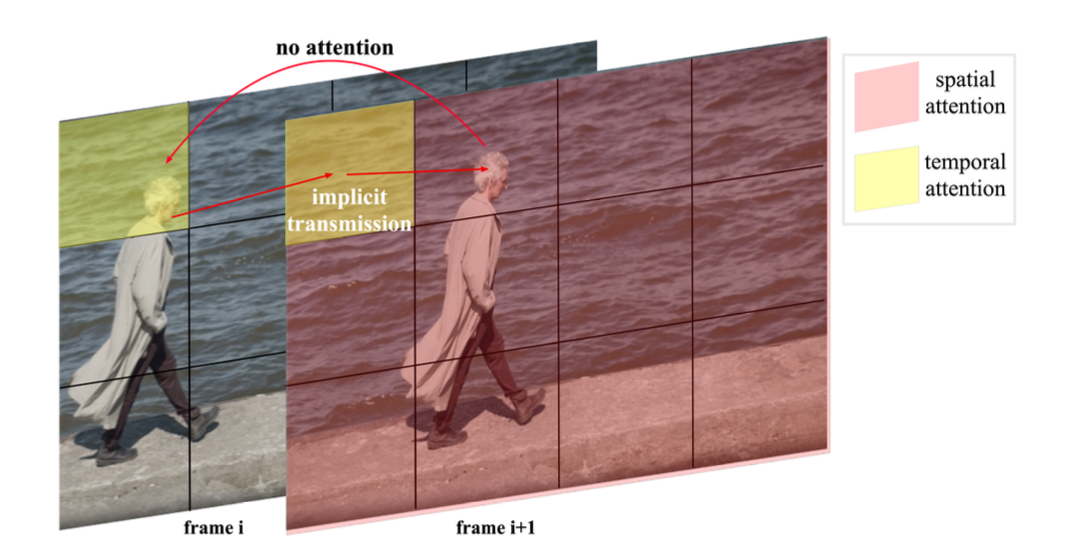 no attention
spatial
attention
temporal
attention
implicit
transmission
frame i
frame i+1